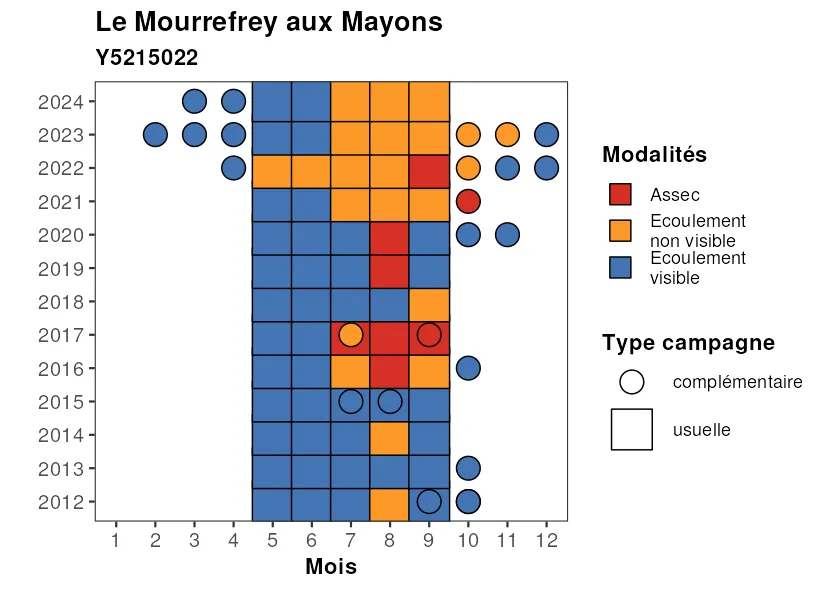 Le Mourrefrey aux Mayons
Y5215022
2024
2023
2022
2021
2020
2019
2018
2017
2016
2015
2014
2013
2012
1 2 3 4 5 6 7 8 9 10 11 12
Mois
Modalités
Assec
Ecoulement
non visible
Ecoulement
visible
Type campagne
complémentaire
usuelle